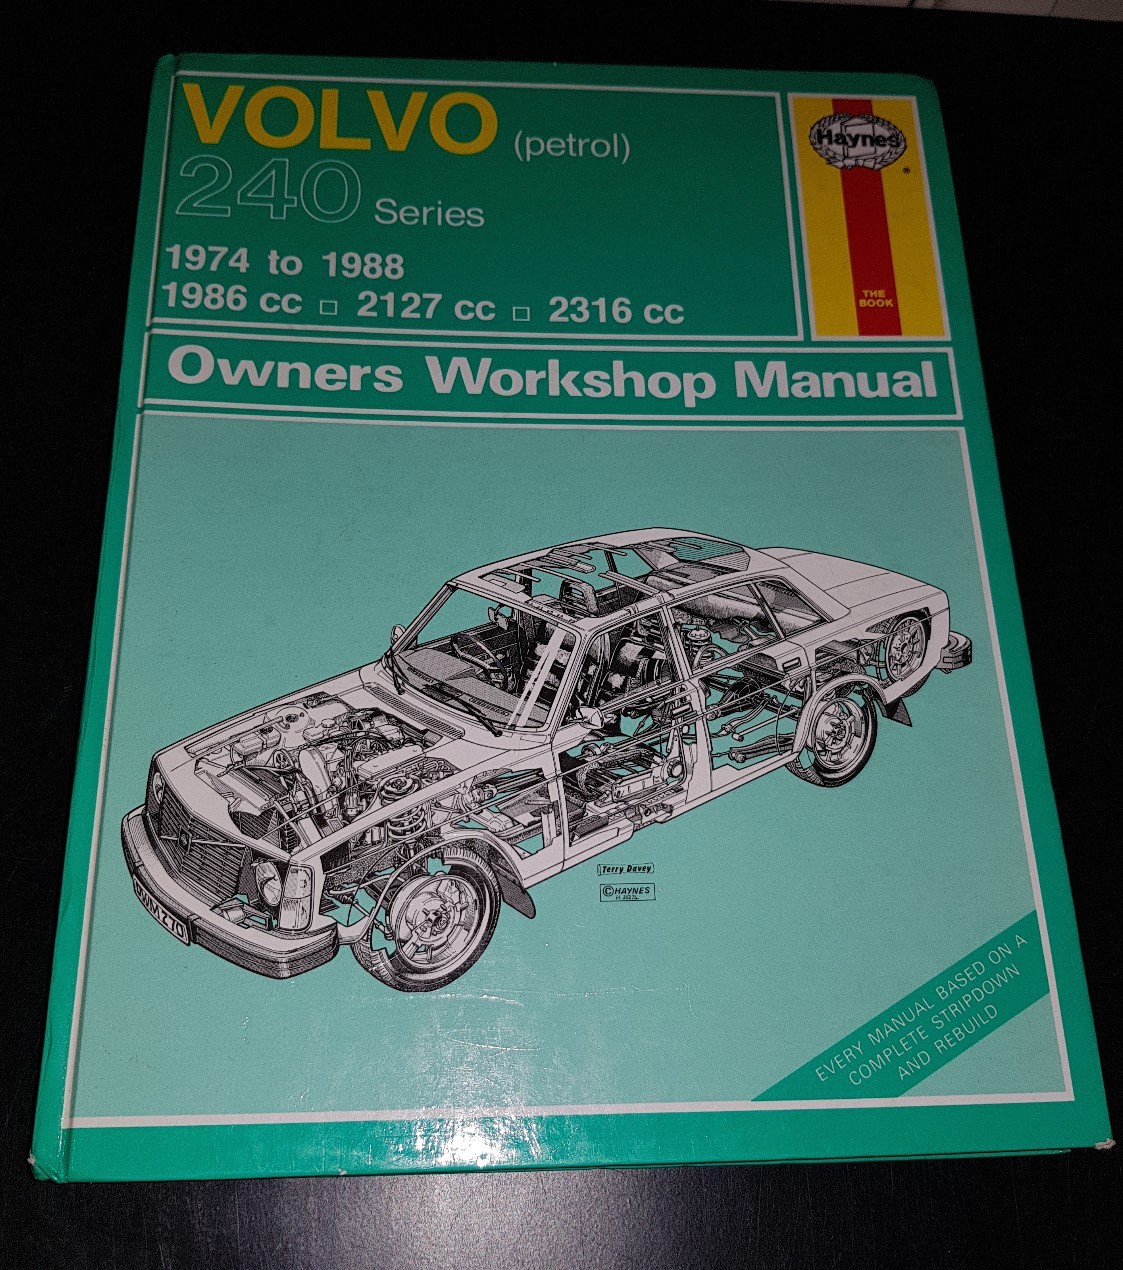 VOLVO (petrol)
240 Series
1974 to 1988
1986 cc □ 2127 cc □ 2316 cc
Haynes
®
THE
BOOK
Owners Workshop Manual
Terry Davey
© HAYNES
EVERY MANUAL BASED ON A
COMPLETE STRIPDOWN
AND REBUILD